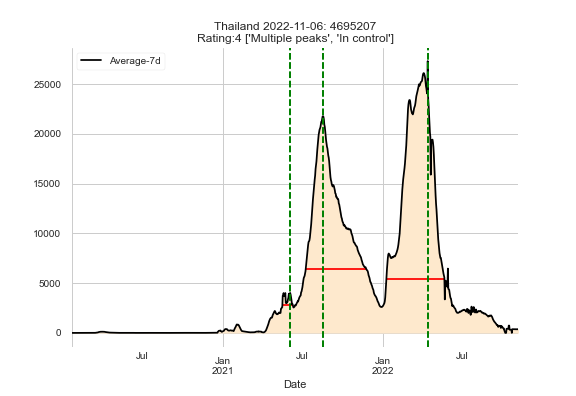 Thailand 2022-11-06: 4695207
Rating:4 ['Multiple peaks', 'In control']
Average-7d
25000
20000
15000
10000
5000
0
Jul
Jan
2021
Jul
Jan
2022
Jul
Date